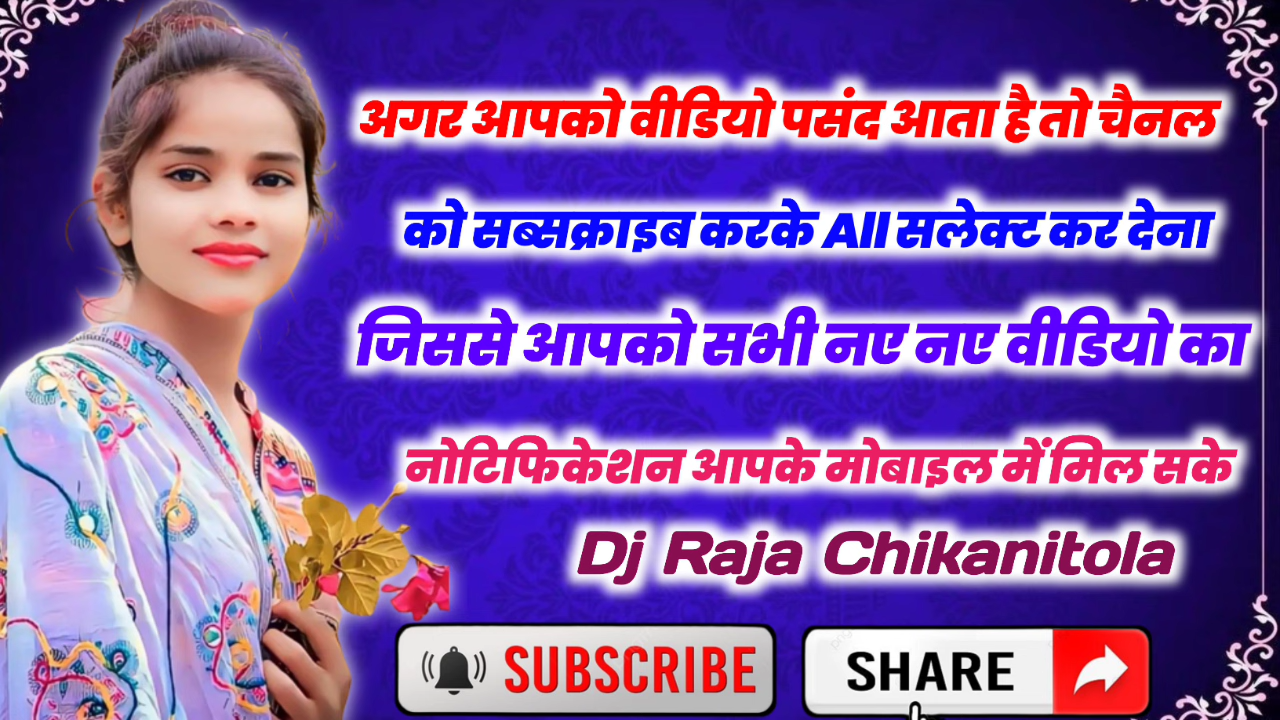 अगर आपको वीडियो पसंद आता है तो चैनल
को सब्सक्राइब करके All सलेक्ट कर देना
जिससे आपको सभी नए नए वीडियो का
नोटिफिकेशन आपके मोबाइल में मिल सके
Dj Raja Chikanitola
SUBSCRIBE
SHARE